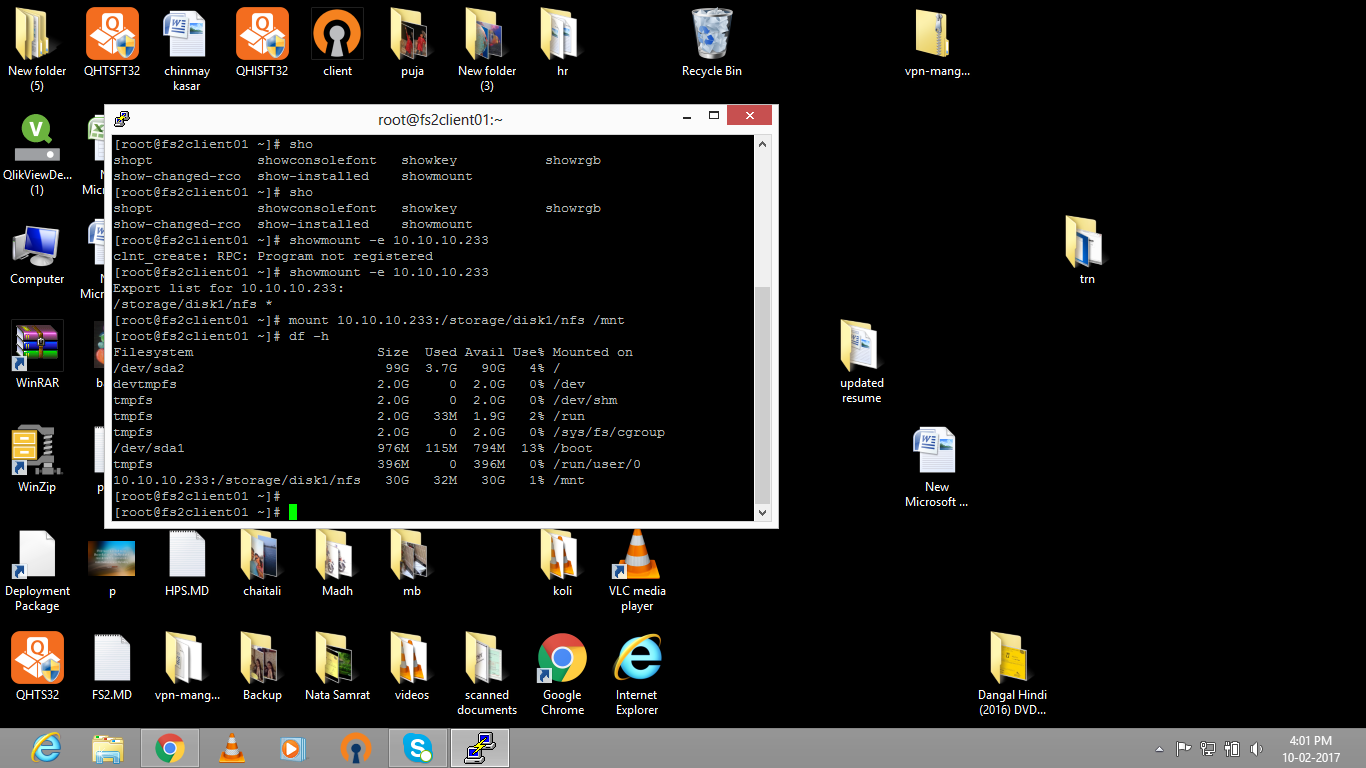 New folder (5)
QHTSFT32
chinmay kasar
QHISFT32
client
puja
New folder (3)
hr
Recycle Bin
vpn-mang...
QlikViewDe... (1)
N
Micro
Computer
N
Micro
WinRAR
ba
WinZip
p
trn
updated resume
New Microsoft ...
root@fs2client01:~
[root@fs2client01 ~]# sho
shopt             showconsolefont   showkey           showrgb
show-changed-rco  show-installed    showmount
[root@fs2client01 ~]# sho
shopt             showconsolefont   showkey           showrgb
show-changed-rco  show-installed    showmount
[root@fs2client01 ~]# showmount -e 10.10.10.233
clnt_create: RPC: Program not registered
[root@fs2client01 ~]# showmount -e 10.10.10.233
Export list for 10.10.10.233:
/storage/disk1/nfs *
[root@fs2client01 ~]# mount 10.10.10.233:/storage/disk1/nfs /mnt
[root@fs2client01 ~]# df -h
Filesystem                       Size  Used Avail Use% Mounted on
/dev/sda2                         99G  3.7G   90G   4% /
devtmpfs                         2.0G     0  2.0G   0% /dev
tmpfs                            2.0G     0  2.0G   0% /dev/shm
tmpfs                            2.0G   33M  1.9G   2% /run
tmpfs                            2.0G     0  2.0G   0% /sys/fs/cgroup
/dev/sda1                        976M  115M  794M  13% /boot
tmpfs                            396M     0  396M   0% /run/user/0
10.10.10.233:/storage/disk1/nfs   30G   32M   30G   1% /mnt
[root@fs2client01 ~]#
[root@fs2client01 ~]#
Deployment Package
p
HPS.MD
chaitali
Madh
mb
koli
VLC media player
QHTS32
FS2.MD
vpn-mang...
Backup
Nata Samrat
videos
scanned documents
Google Chrome
Internet Explorer
Dangal Hindi (2016) DVD...
4:01 PM
10-02-2017